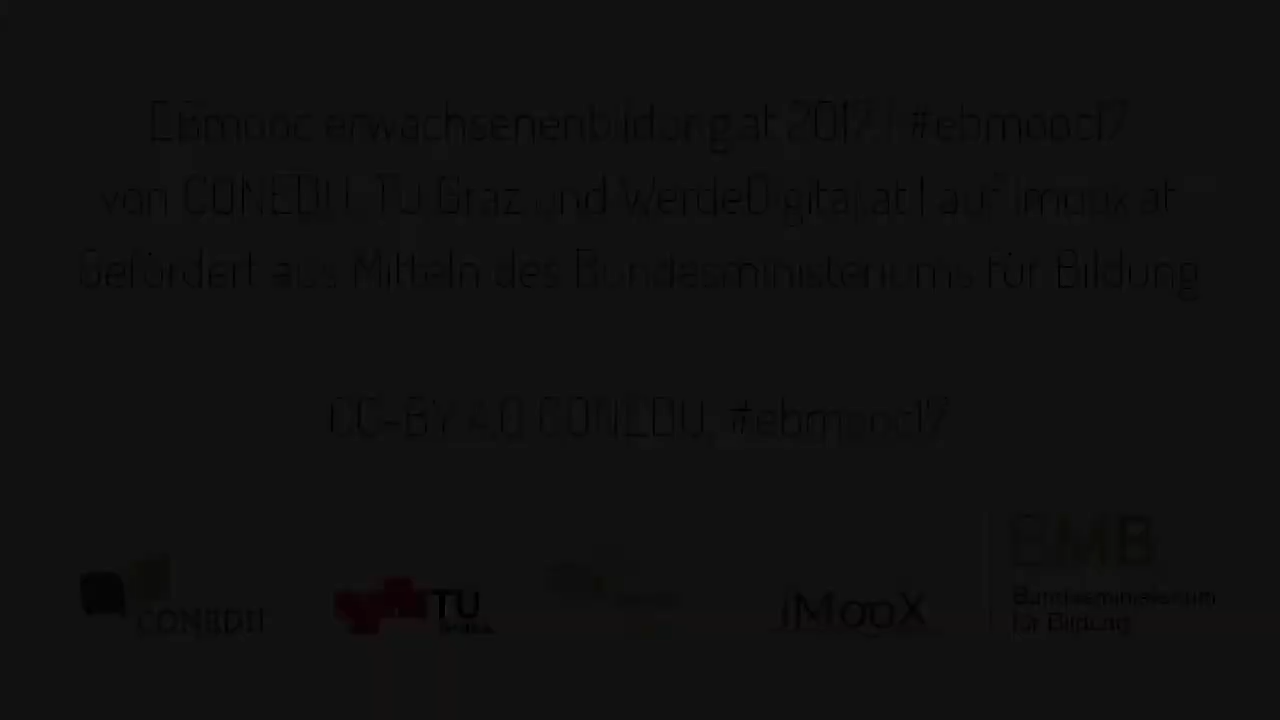 EBmooc erwachsenenbildung.at 2017 | #ebmooc17
von CONEDU, TU Graz und WerdeDigital.at | auf imoox.at
Gefördert aus Mitteln des Bundesministeriums für Bildung
CC-BY 4.0 CONEDU, #ebmooc17
CONEDU
TU
iMooX
BMB
Bundesministerium
für Bildung